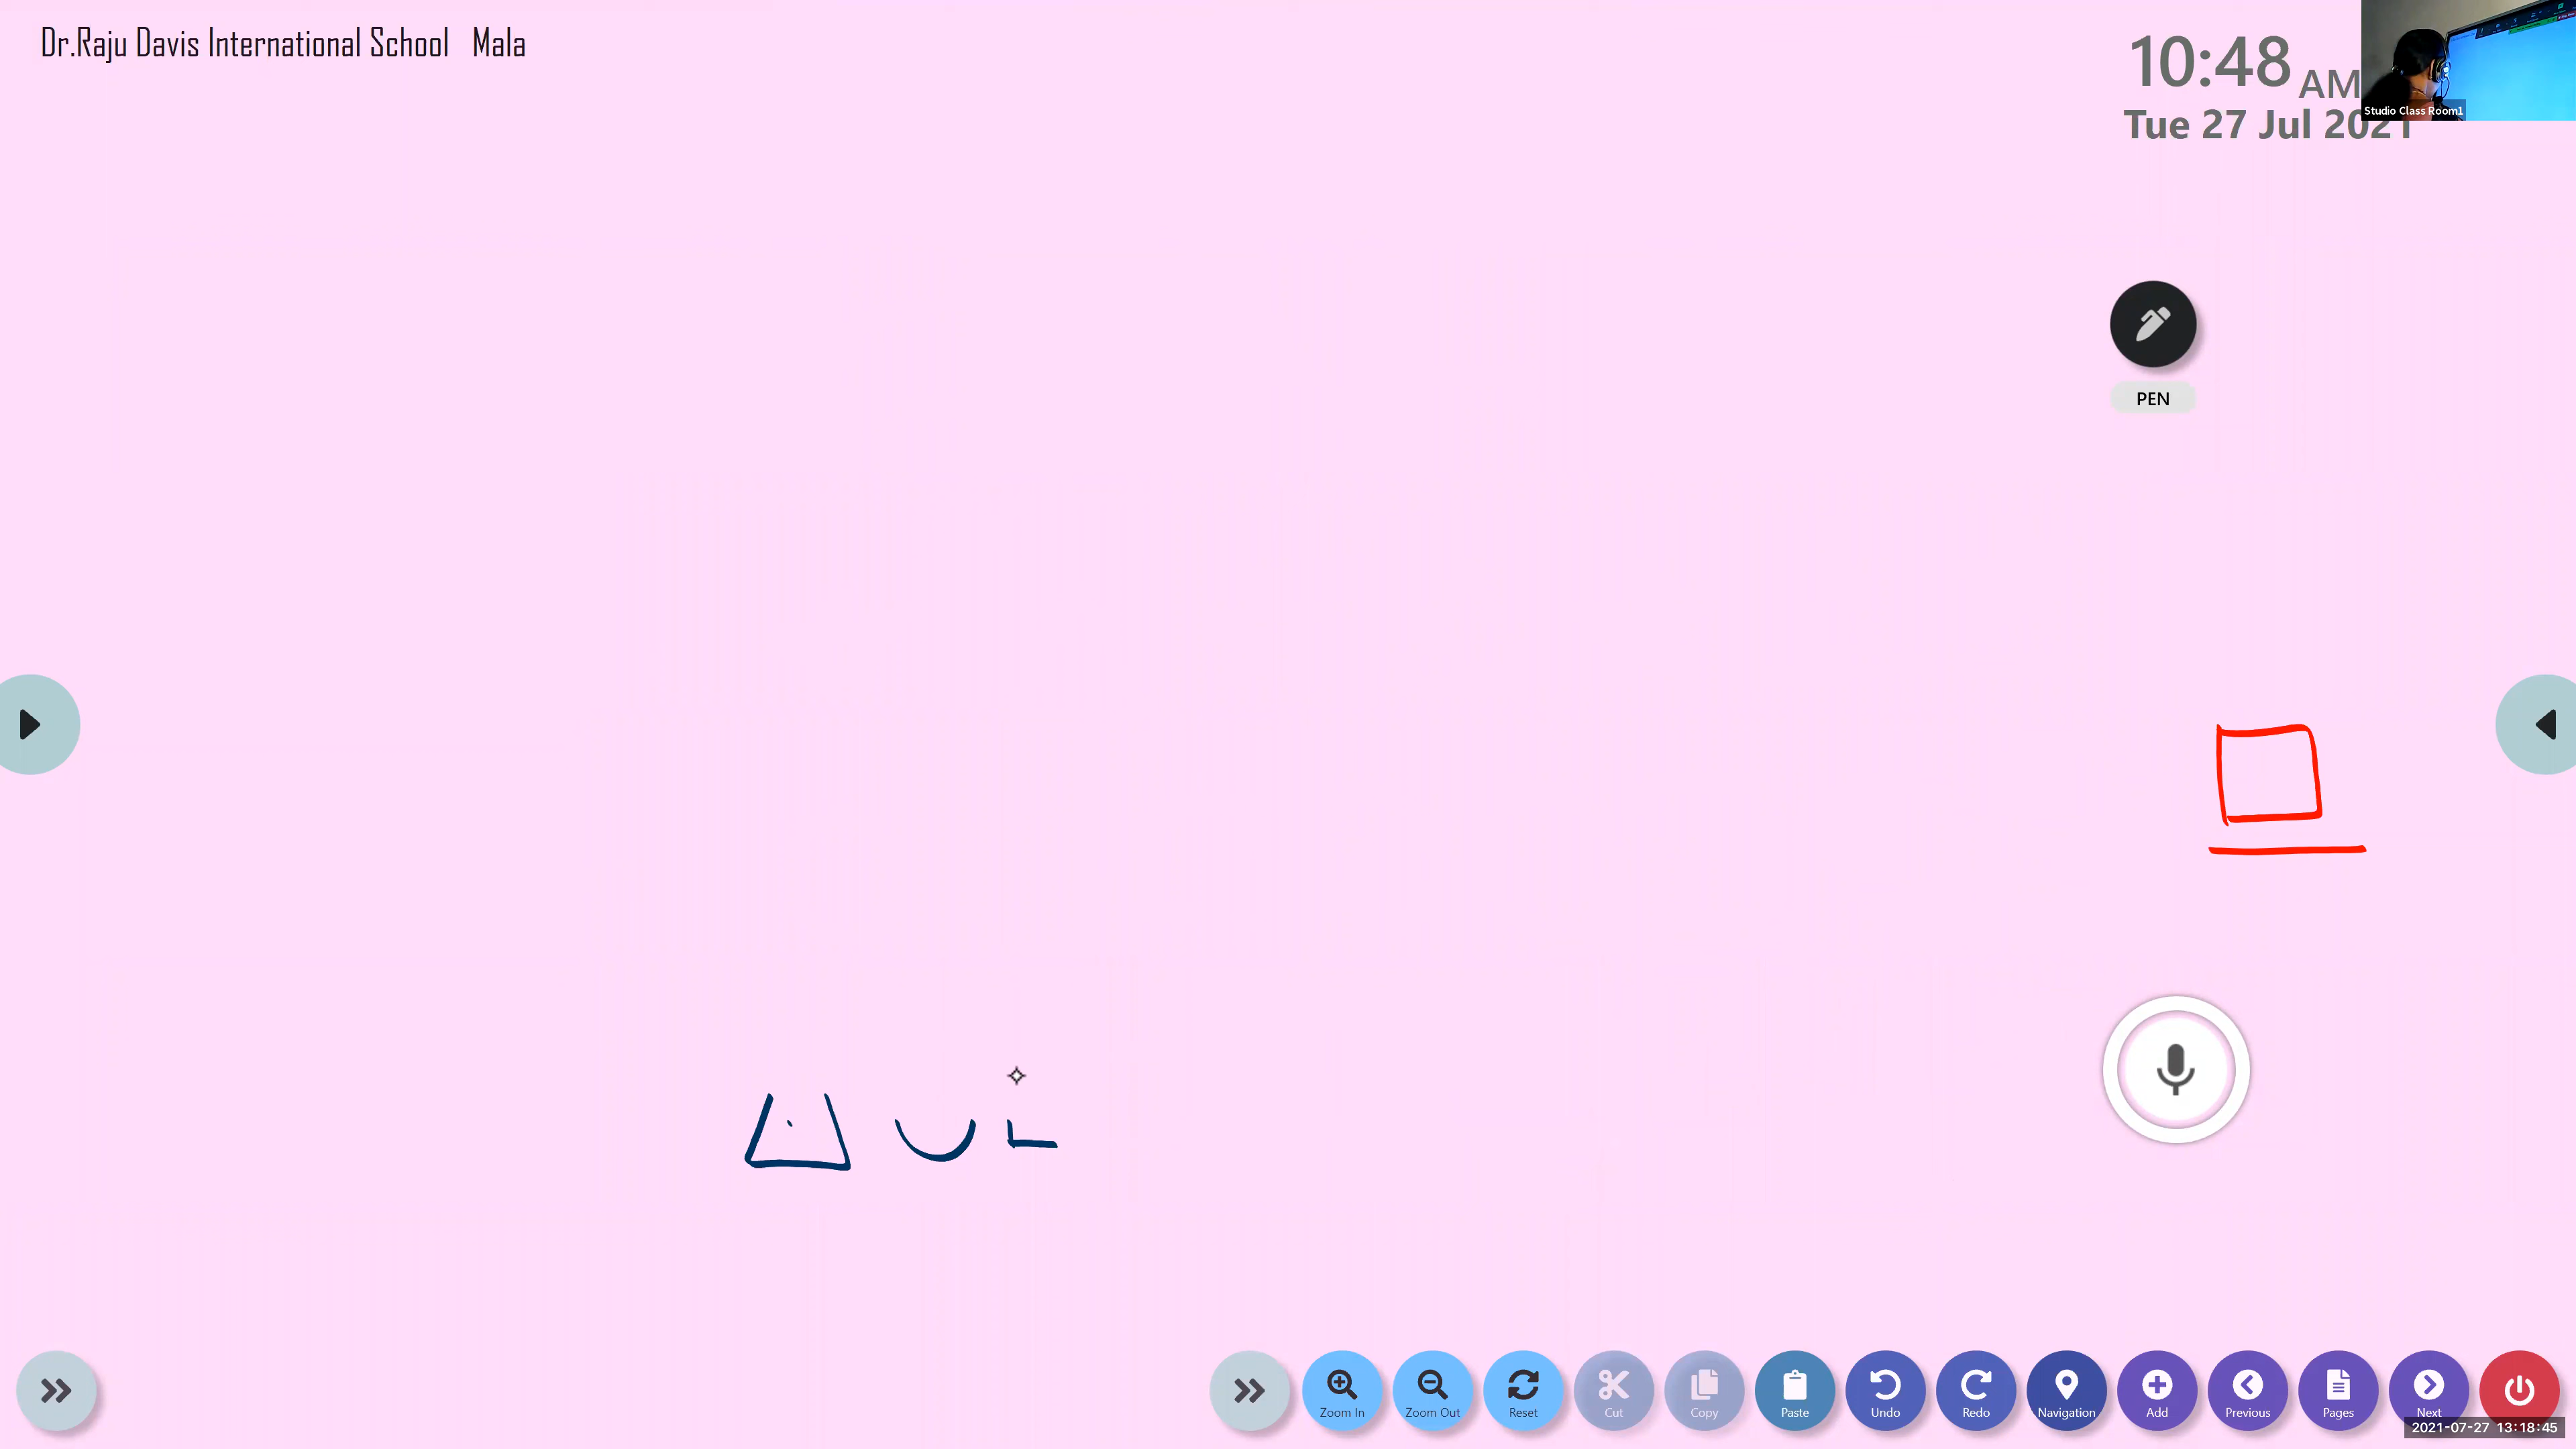 Dr.Raju Davis International School Mala
10:48 AM
Studio Class Room1
Tue 27 Jul 2021
PEN
Zoom In
Zoom Out
Reset
Cut
Copy
Paste
Undo
Redo
Navigation
Add
Previous
Pages
Next
2021-07-27 13:18:45